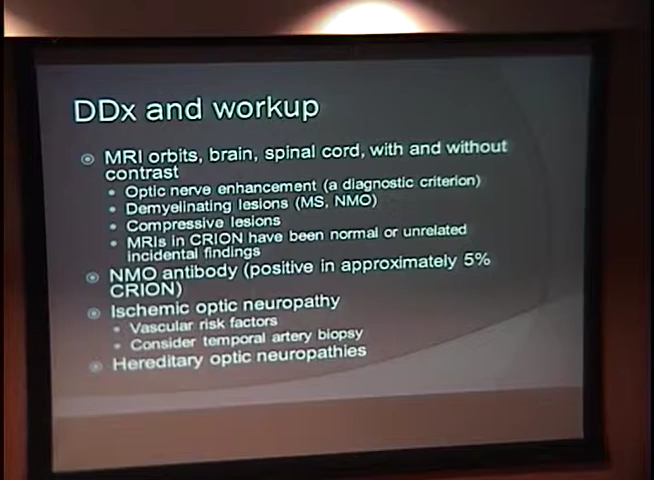 DDx and workup
MRI orbits, brain, spinal cord, with and without
contrast
Optic nerve enhancement (a diagnostic criterion)
Demyelinating lesions (MS, NMO)
Compressive lesions
MRIs in CRION have been normal or unrelated
incidental findings
NMO antibody (positive in approximately 5%
CRION)
Ischemic optic neuropathy
Vascular risk factors
Consider temporal artery biopsy
Hereditary optic neuropathies